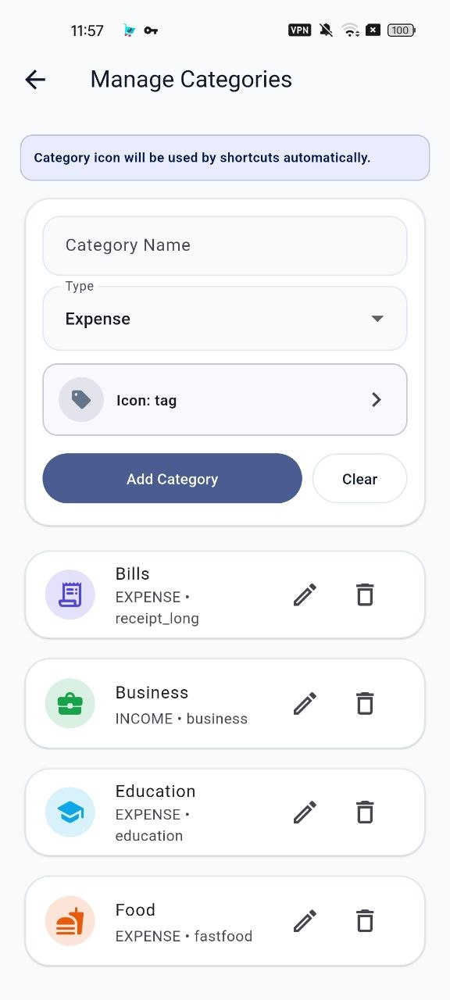 11:57
VPN
100
Manage Categories
Category icon will be used by shortcuts automatically.
Category Name
Type
Expense
Icon: tag
Add Category
Clear
Bills
EXPENSE •
receipt_long
Business
INCOME • business
Education
EXPENSE •
education
Food
EXPENSE • fastfood